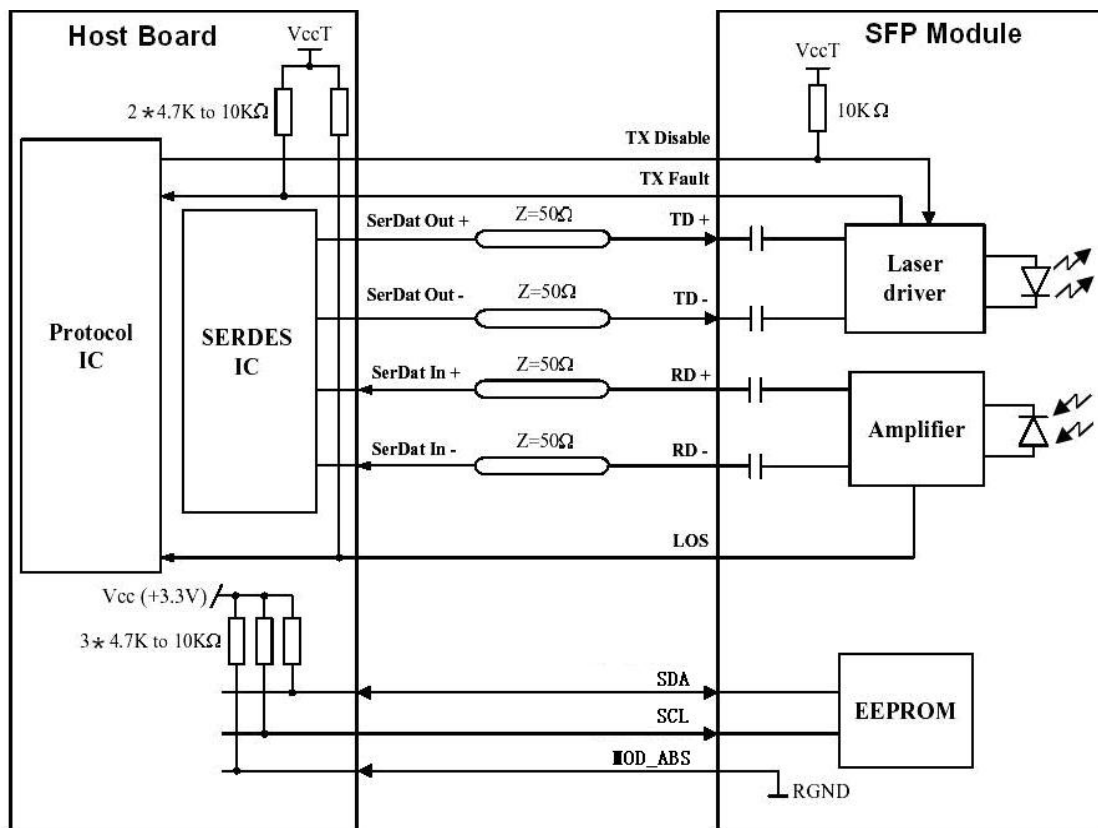 Host Board
SFP Module
VccT
VccT
2*4.7K to 10KΩ
10KΩ
TX Disable
TX Fault
SerDat Out +
Z=50Ω
TD +
SerDat Out -
Z=50Ω
TD -
Laser
driver
Protocol
IC
SERDES
IC
SerDat In +
Z=50Ω
RD +
SerDat In -
Z=50Ω
RD -
Amplifier
LOS
Vcc (+3.3V)
3*4.7K to 10KΩ
SDA
SCL
EEPROM
MOD_ABS
RGND